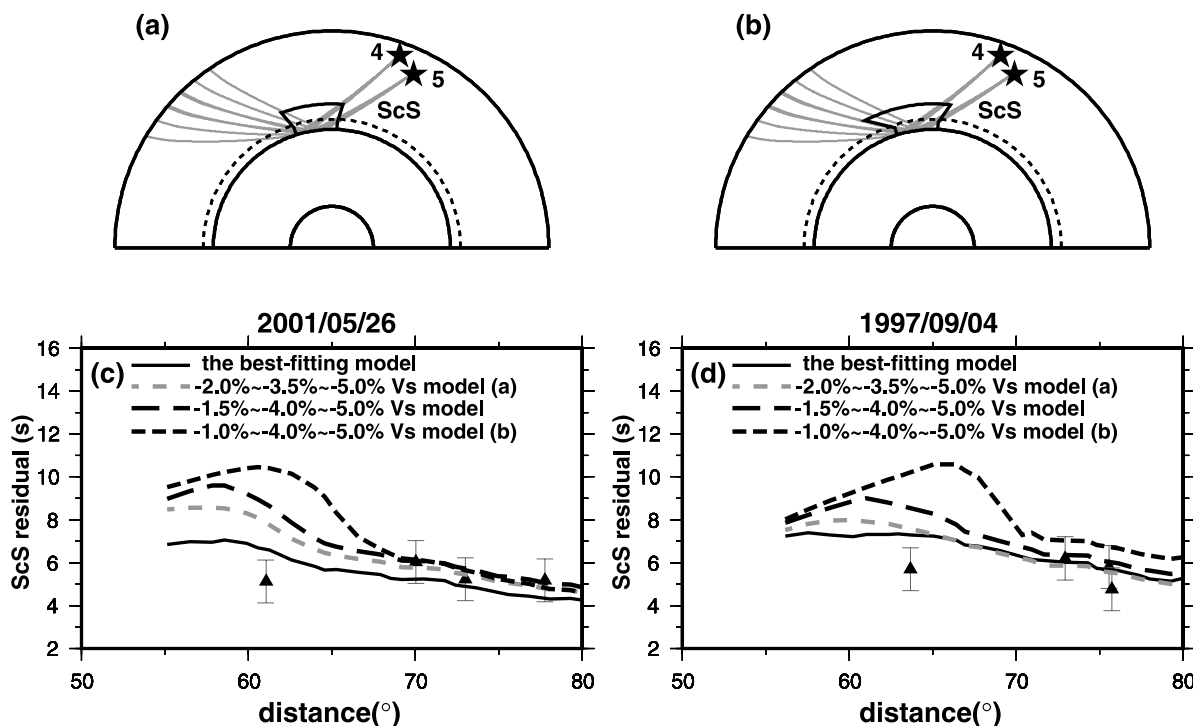 (a)
4
5
ScS
(b)
4
5
ScS
2001/05/26
16
14
12
10
8
6
4
2
ScS residual (s)
(c)
the best-fitting model
-2.0%~-3.5%~-5.0% Vs model (a)
-1.5%~-4.0%~-5.0% Vs model
-1.0%~-4.0%~-5.0% Vs model (b)
50
60
70
80
distance(°)
1997/09/04
16
14
12
10
8
6
4
2
ScS residual (s)
(d)
the best-fitting model
-2.0%~-3.5%~-5.0% Vs model (a)
-1.5%~-4.0%~-5.0% Vs model
-1.0%~-4.0%~-5.0% Vs model (b)
50
60
70
80
distance(°)